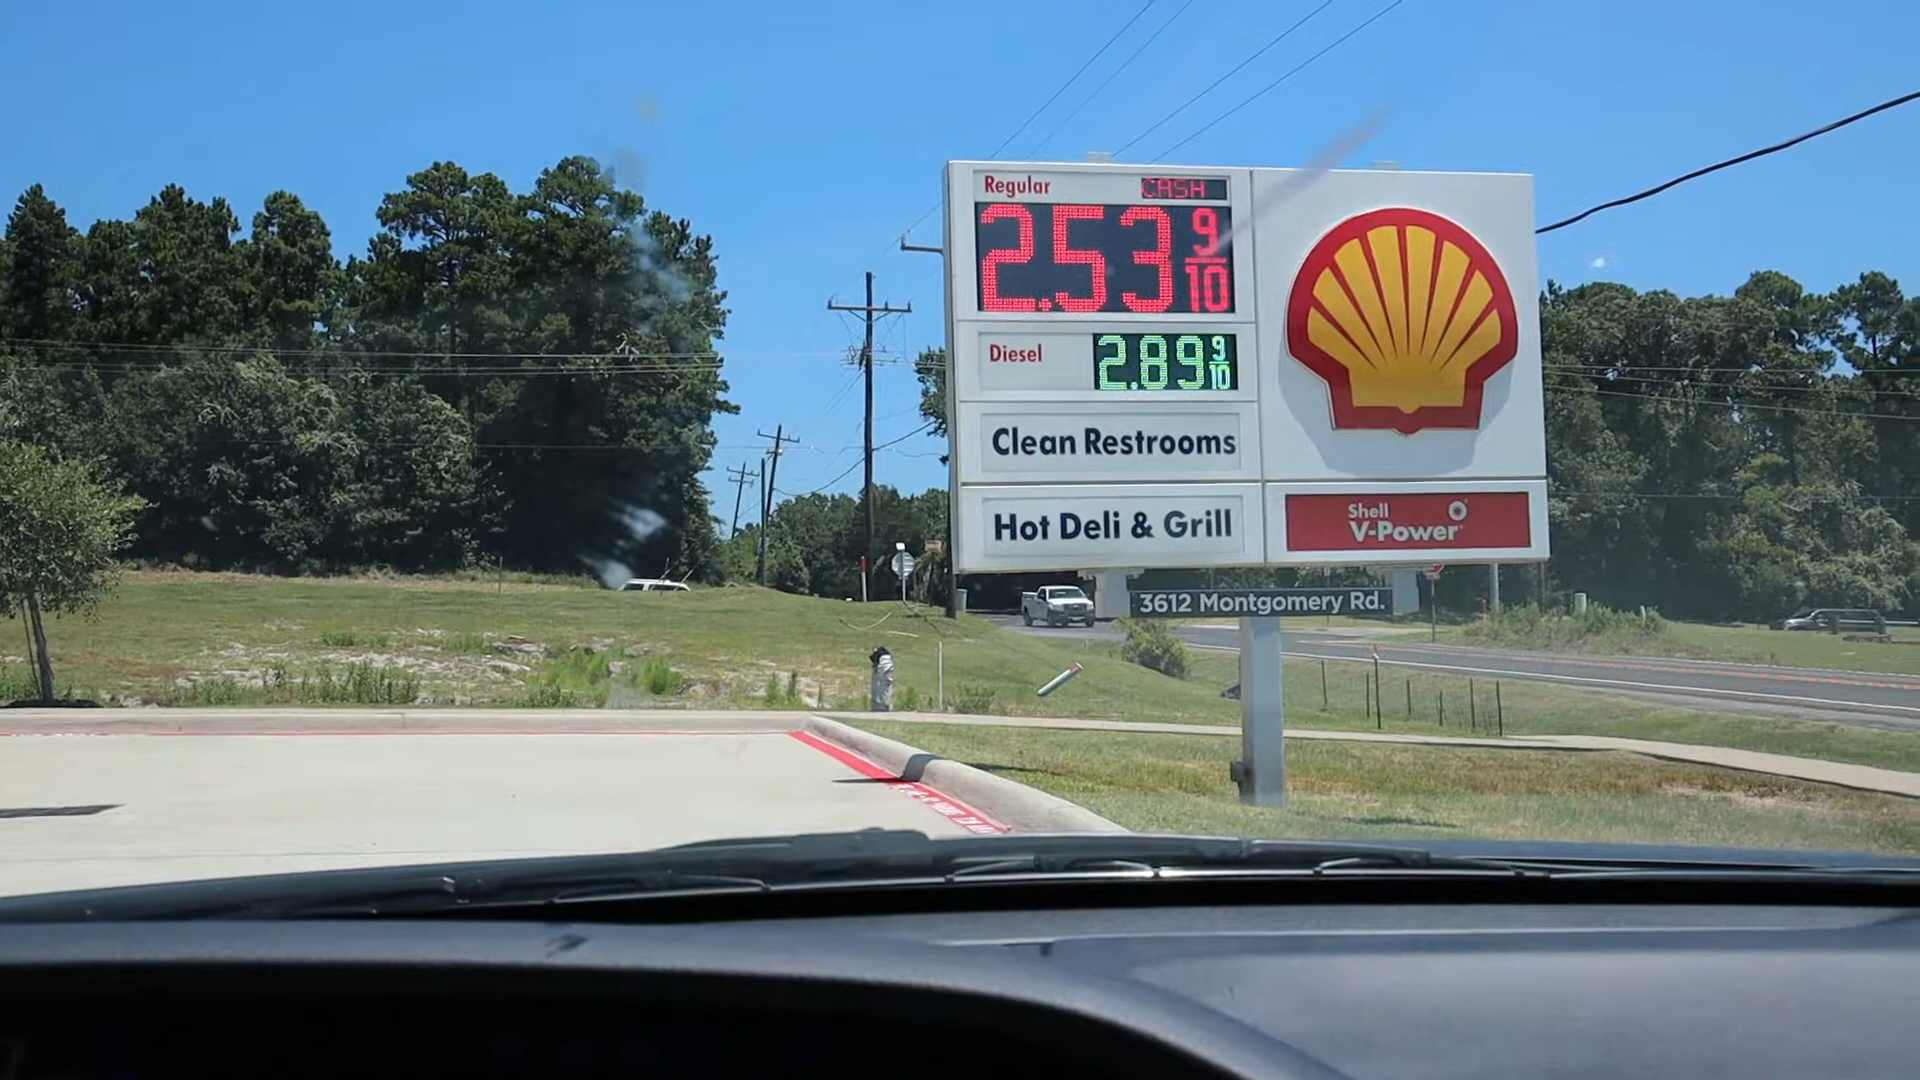 Regular CASH
2.53 9/10
Diesel 2.89 9/10
Clean Restrooms
Hot Deli & Grill
Shell
V-Power
3612 Montgomery Rd.